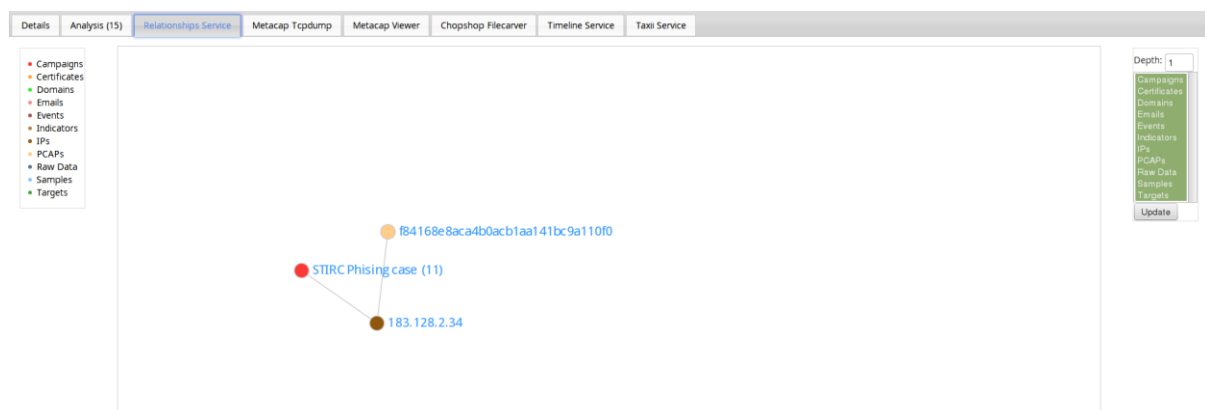 Details Analysis (15) Relationships Service Metacap Tcpdump Metacap Viewer Chopshop Filecarver Timeline Service Taxii Service
Campaigns
Certificates
Domains
Emails
Events
Indicators
IPs
PCAPs
Raw Data
Samples
Targets
f84168e8aca4b0acb1aa141bc9a110f0
STIRC Phising case (11)
183.128.2.34
Depth: 1
Campaigns
Certificates
Domains
Emails
Events
Indicators
IPs
PCAPs
Raw Data
Samples
Targets
Update